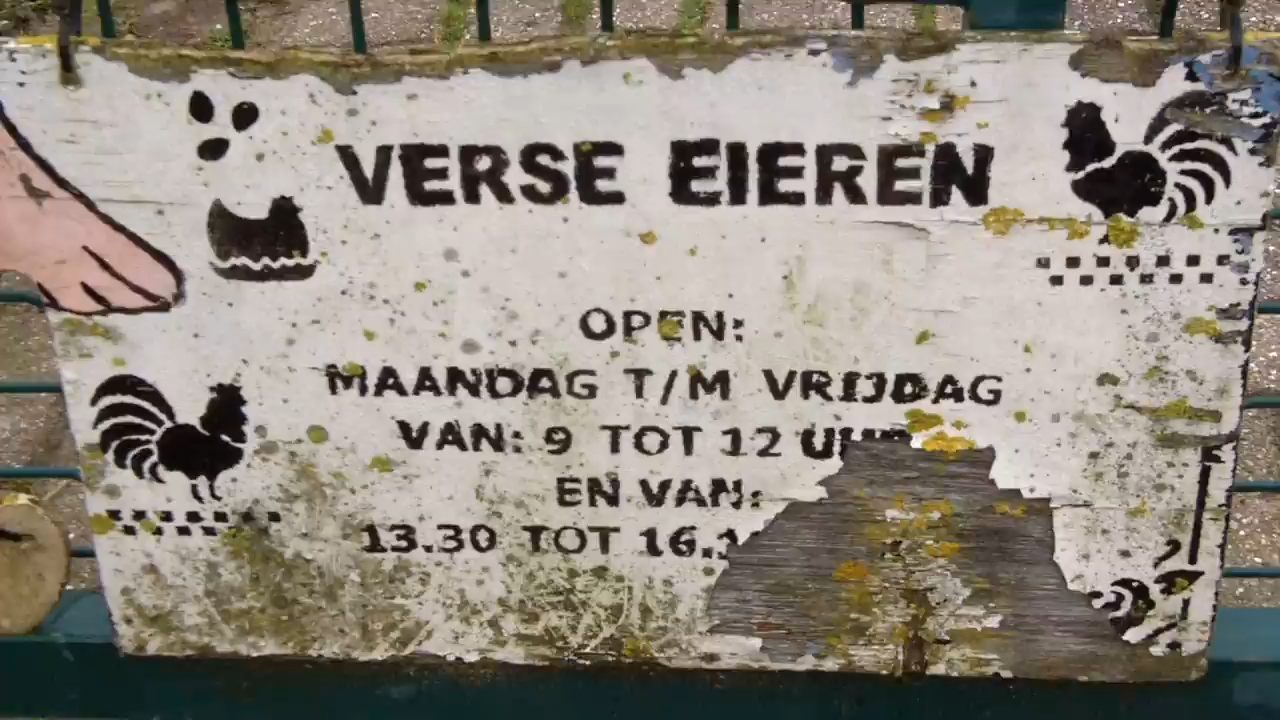 VERSE EIEREN
OPEN:
MAANDAG T/M VRIJDAG
VAN: 9 TOT 12
EN VAN:
13.30 TOT